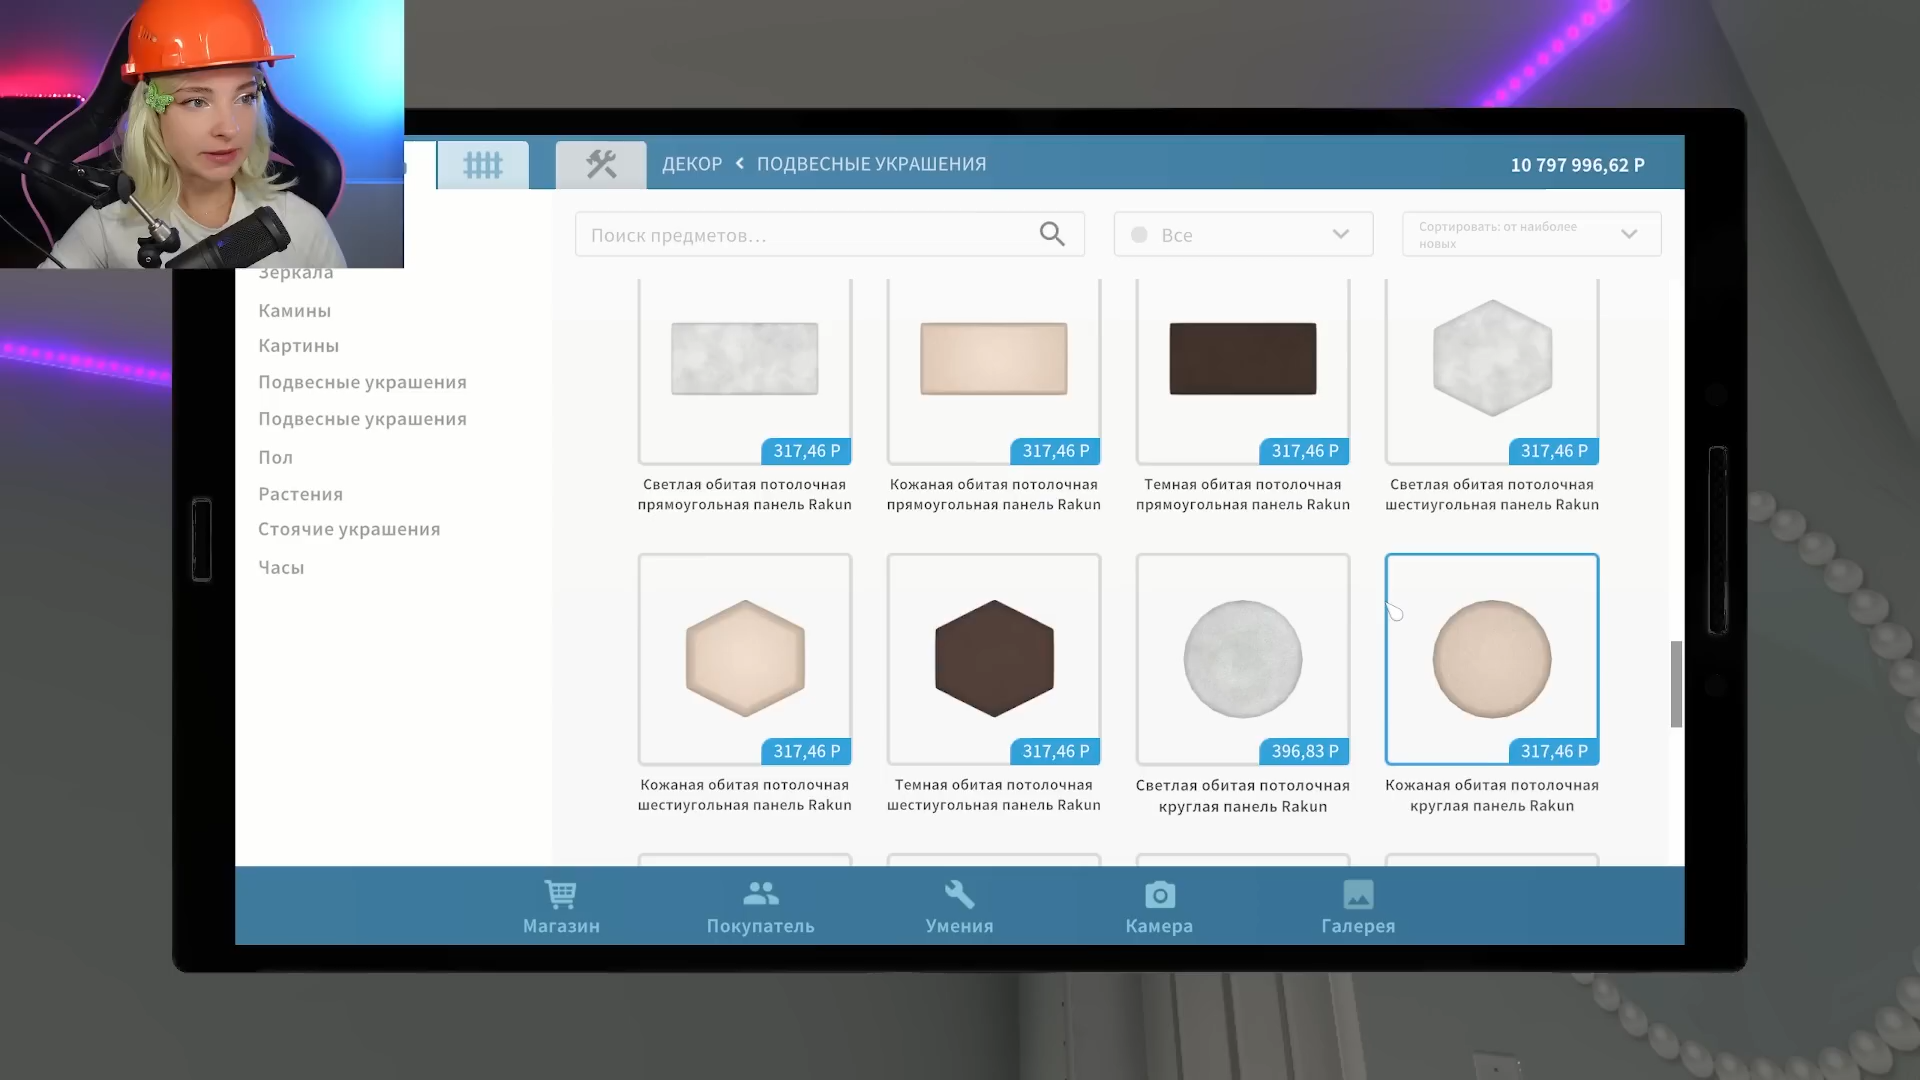 ДЕКОР < ПОДВЕСНЫЕ УКРАШЕНИЯ
10 797 996,62 Р
Поиск предметов...
Все
Сортировать: от наиболее
новых
Зеркала
Камины
Картины
Подвесные украшения
Подвесные украшения
Пол
Растения
Стоячие украшения
Часы
317,46 Р
317,46 Р
317,46 Р
317,46 Р
Светлая обитая потолочная
прямоугольная панель Rakun
Кожаная обитая потолочная
прямоугольная панель Rakun
Темная обитая потолочная
прямоугольная панель Rakun
Светлая обитая потолочная
шестиугольная панель Rakun
317,46 Р
317,46 Р
396,83 Р
317,46 Р
Кожаная обитая потолочная
шестиугольная панель Rakun
Темная обитая потолочная
шестиугольная панель Rakun
Светлая обитая потолочная
круглая панель Rakun
Кожаная обитая потолочная
круглая панель Rakun
Магазин
Покупатель
Умения
Камера
Галерея